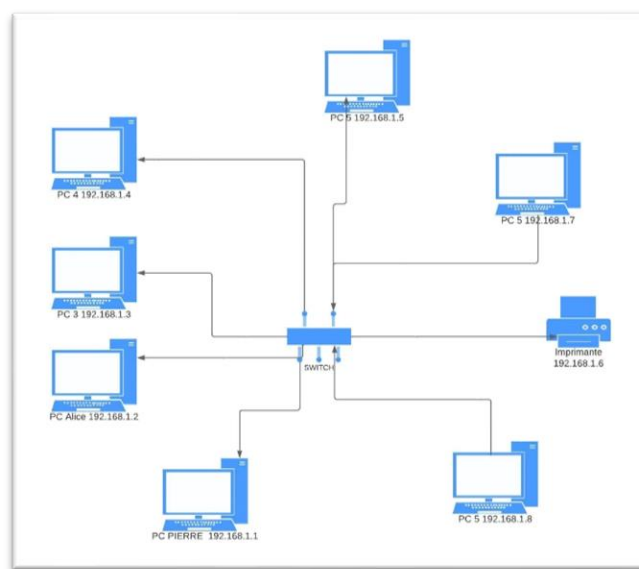 PC 5 192.168.1.5
PC 4 192.168.1.4
PC 5 192.168.1.7
PC 3 192.168.1.3
Imprimante
192.168.1.6
SWITCH
PC Alice 192.168.1.2
PC 5 192.168.1.8
PC PIERRE 192.168.1.1